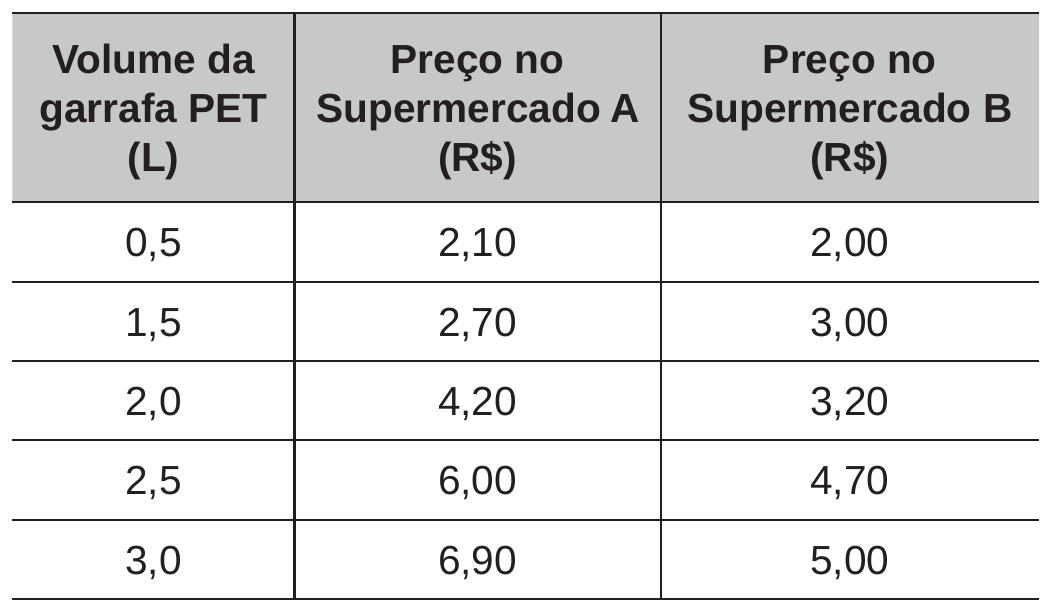 Volume da garrafa PET (L) Preço no Supermercado A (R$) Preço no Supermercado B (R$)
0,5 2,10 2,00
1,5 2,70 3,00
2,0 4,20 3,20
2,5 6,00 4,70
3,0 6,90 5,00